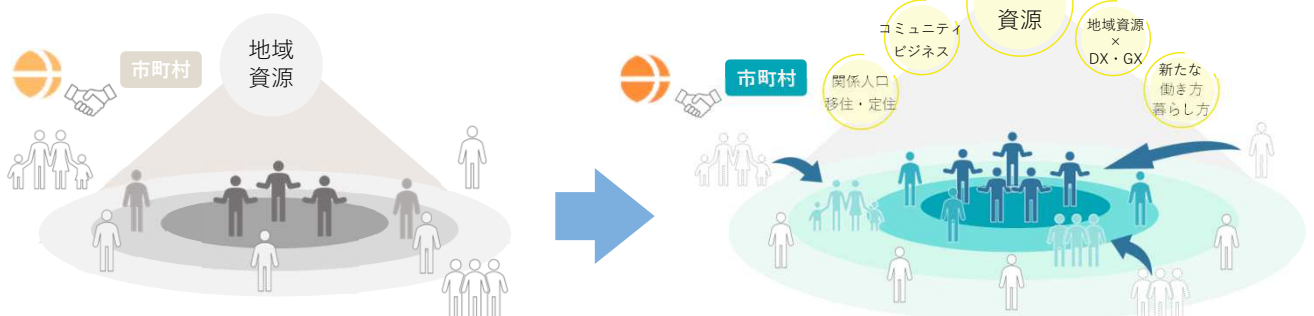 市町村
地域
資源
市町村
関係人口
移住・定住
コミュニティ
ビジネス
資源
地域資源
×
DX・GX
新たな
働き方
暮らし方